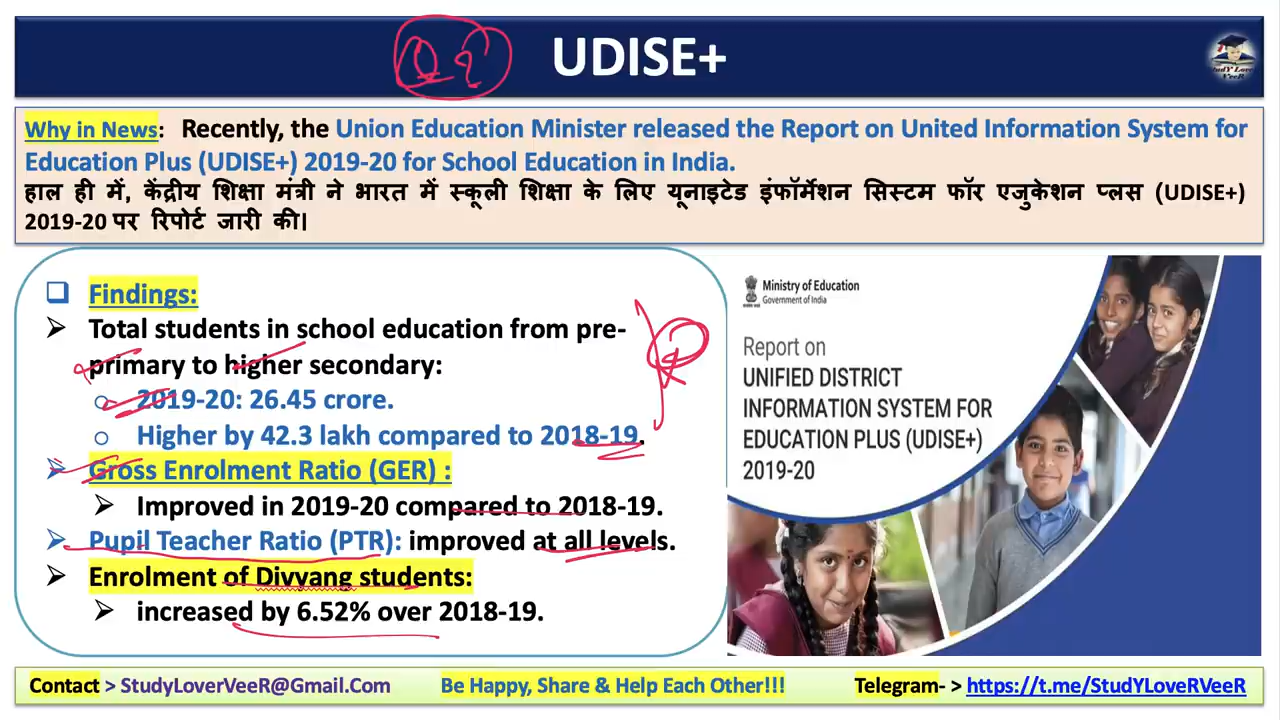 UDISE+
StudY Love
VeeR
Why in News: Recently, the Union Education Minister released the Report on United Information System for
Education Plus (UDISE+) 2019-20 for School Education in India.
हाल ही में, केंद्रीय शिक्षा मंत्री ने भारत में स्कूली शिक्षा के लिए यूनाइटेड इंफॉर्मेशन सिस्टम फॉर एजुकेशन प्लस (UDISE+)
2019-20 पर रिपोर्ट जारी की।
Findings:
Total students in school education from pre-
primary to higher secondary:
2019-20: 26.45 crore.
Higher by 42.3 lakh compared to 2018-19.
Gross Enrolment Ratio (GER) :
Improved in 2019-20 compared to 2018-19.
Pupil Teacher Ratio (PTR): improved at all levels.
Enrolment of Divyang students:
increased by 6.52% over 2018-19.
Ministry of Education
Government of India
Report on
UNIFIED DISTRICT
INFORMATION SYSTEM FOR
EDUCATION PLUS (UDISE+)
2019-20
Contact > StudyLoverVeeR@Gmail.Com
Be Happy, Share & Help Each Other!!!
Telegram- > https://t.me/StudYLoveRVeeR